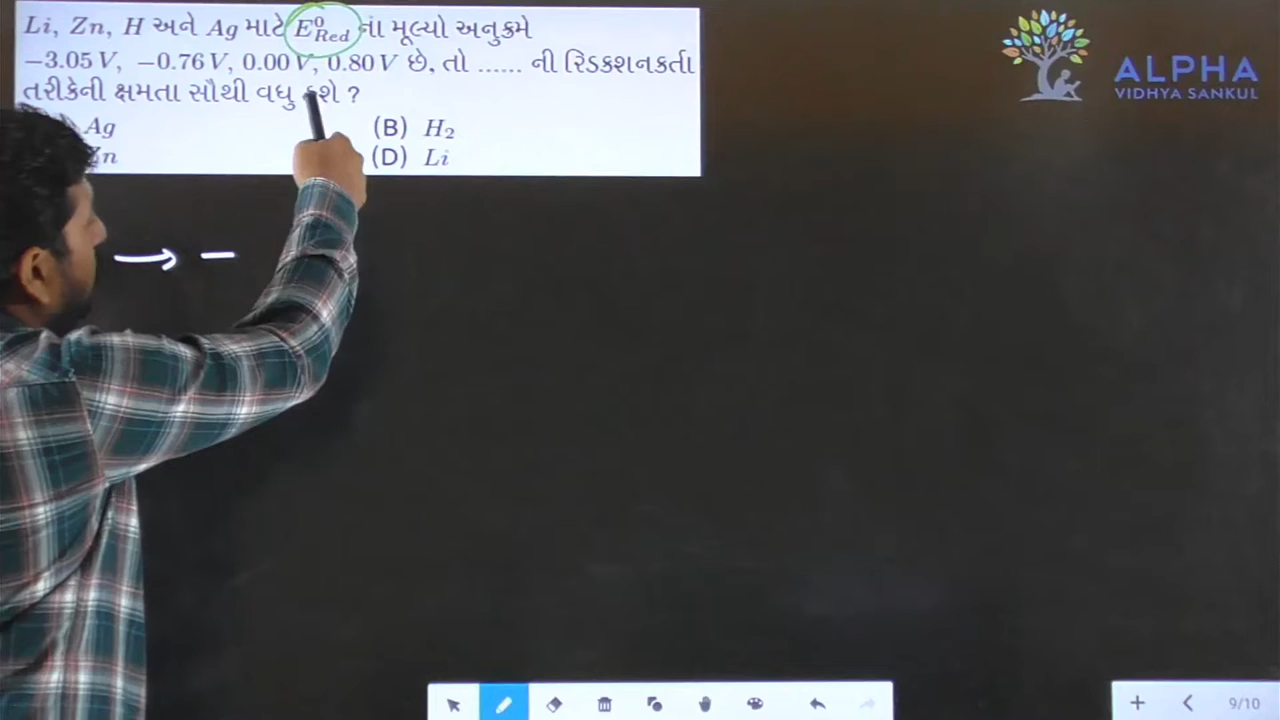 Li, Zn, H અને Ag માટે E⁰Red નાં મૂલ્યો અનુક્રમે
−3.05 V, −0.76 V, 0.00 V, 0.80 V છે, તો ...... ની રિડક્શનકર્તા
તરીકેની ક્ષમતા સૌથી વધુ હશે ?
Ag
(B) H₂
Zn
(D) Li
→ −
ALPHA
VIDHYA SANKUL
9/10